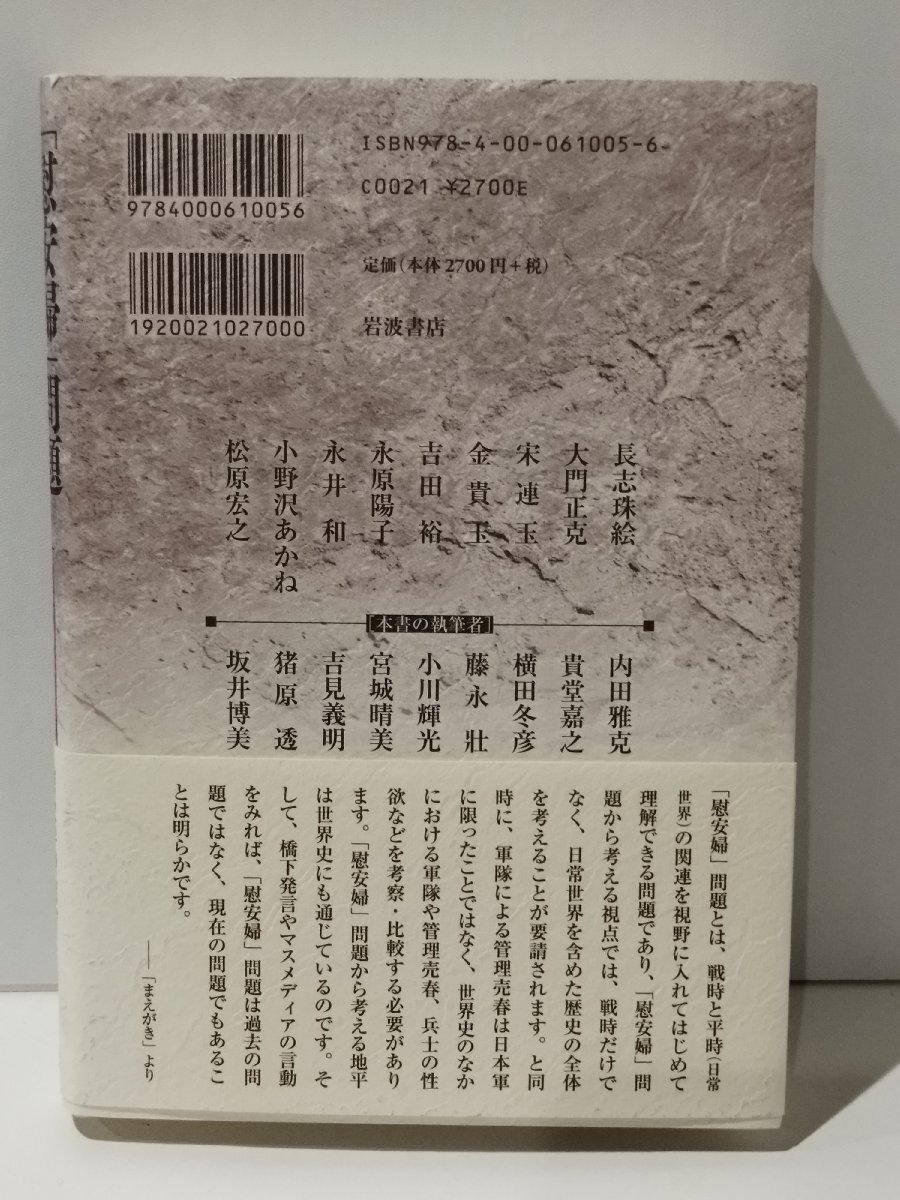 ISBN978-4-00-061005-6
C0021 ¥2700E
9784000610056
定価(本体2700円+税)
1920021027000
岩波書店
「慰安婦」問題
長志珠絵
大門正克
宋連玉
金貴玉
吉田裕
永原陽子
永井和
小野沢あかね
松原宏之
[本書の執筆者]
内田雅克
貴堂嘉之
横田冬彦
藤永壯
小川輝光
宮城晴美
吉見義明
猪原透
坂井博美
「慰安婦」問題とは、戦時と平時(日常
世界)の関連を視野に入れてはじめて
理解できる問題であり、「慰安婦」問
題から考える視点では、戦時だけで
なく、日常世界を含めた歴史の全体
を考えることが要請されます。と同
時に、軍隊による管理売春は日本軍
に限ったことではなく、世界史のなか
における軍隊や管理売春、兵士の性
欲などを考察・比較する必要があり
ます。「慰安婦」問題から考える地平
は世界史にも通じているのです。そ
して、橋下発言やマスメディアの言動
をみれば、「慰安婦」問題は過去の問
題ではなく、現在の問題でもあるこ
とは明らかです。
――「まえがき」より